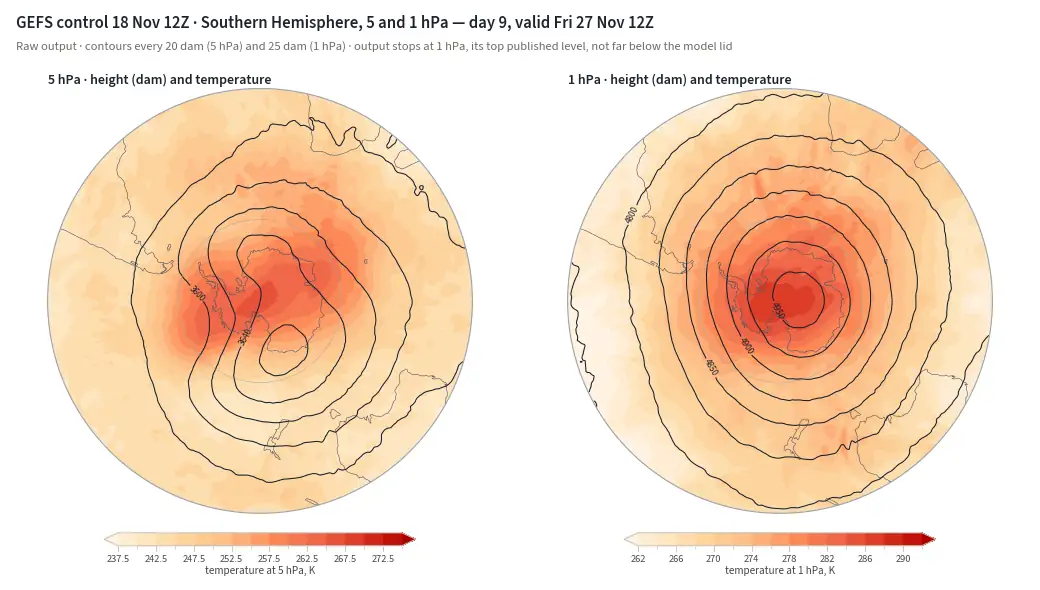 GEFS control 18 Nov 12Z · Southern Hemisphere, 5 and 1 hPa — day 9, valid Fri 27 Nov 12Z
Raw output · contours every 20 dam (5 hPa) and 25 dam (1 hPa) · output stops at 1 hPa, its top published level, not far below the model lid
5 hPa · height (dam) and temperature
1 hPa · height (dam) and temperature
3600
3640
4800
4950
4900
4850
237.5 242.5 247.5 252.5 257.5 262.5 267.5 272.5
temperature at 5 hPa, K
262 266 270 274 278 282 286 290
temperature at 1 hPa, K